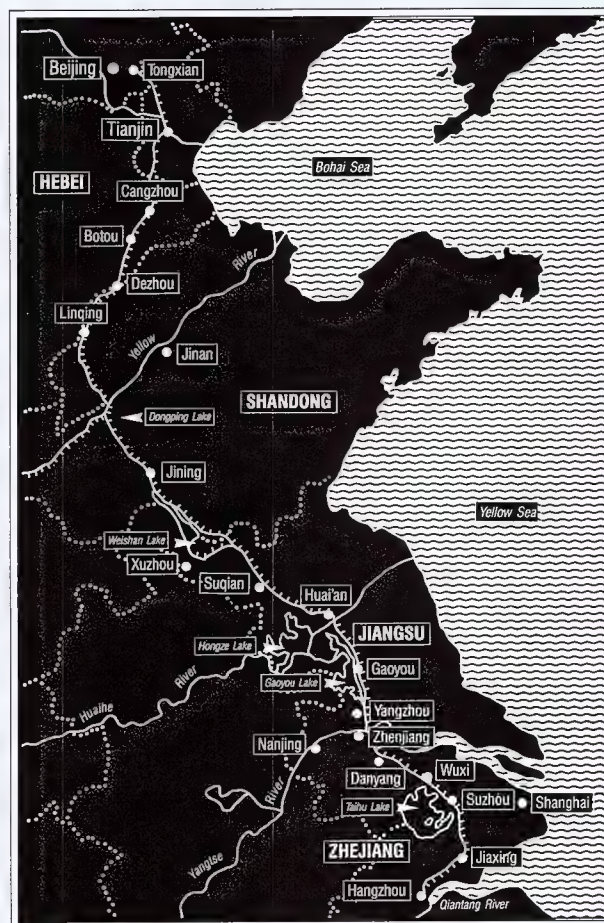 Beijing
Tongxian
Tianjin
Bohai Sea
HEBEI
Cangzhou
Botou
River
Dezhou
Linqing
Yellow
Jinan
SHANDONG
Dongping Lake
Jining
Yellow Sea
Weishan Lake
Xuzhou
Suqian
Huai'an
JIANGSU
Hongze Lake
Gaoyou
River
Gaoyou Lake
Huaihe
Yangzhou
Zhenjiang
Nanjing
Danyang
Wuxi
River
Suzhou
Shanghai
Taihu Lake
ZHEJIANG
Jiaxing
Yangtse
Hangzhou
Qiantang River